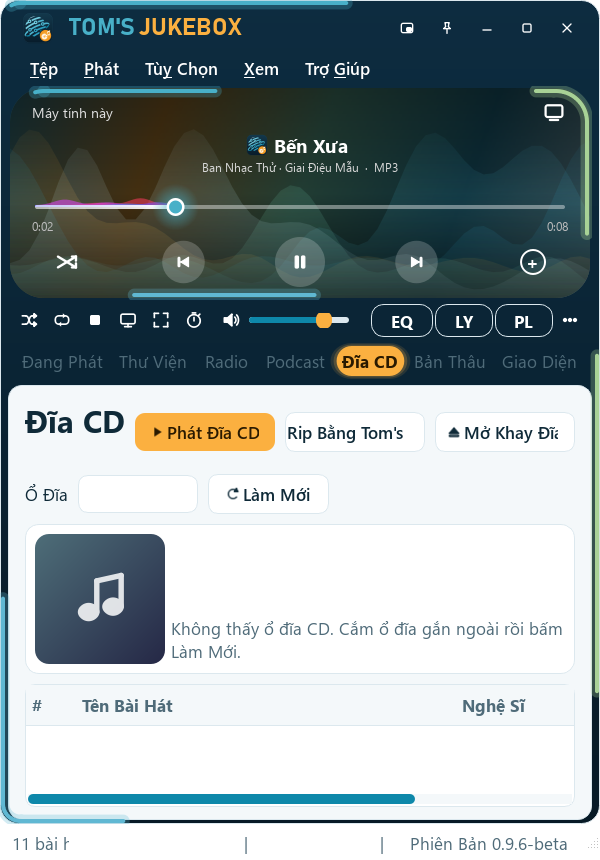 TOM'S JUKEBOX
Tệp Phát Tùy Chọn Xem Trợ Giúp
Máy tính này
Bến Xưa
Ban Nhạc Thử · Giai Điệu Mẫu · MP3
0:02 0:08
EQ LY PL
Đang Phát Thư Viện Radio Podcast Đĩa CD Bản Thâu Giao Diện
Đĩa CD Phát Đĩa CD Rip Bằng Tom's Mở Khay Đĩa
Ổ Đĩa Làm Mới
Không thấy ổ đĩa CD. Cắm ổ đĩa gắn ngoài rồi bấm
Làm Mới.
# Tên Bài Hát Nghệ Sĩ
11 bài h | | Phiên Bản 0.9.6-beta